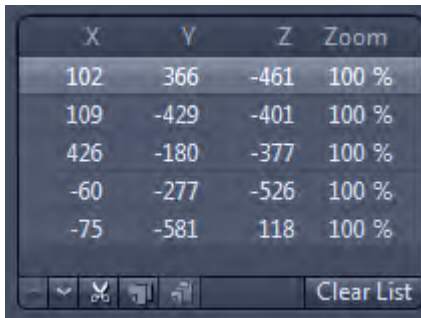 X Y Z Zoom
102 366 -461 100 %
109 -429 -401 100 %
426 -180 -377 100 %
-60 -277 -526 100 %
-75 -581 118 100 %
Clear List